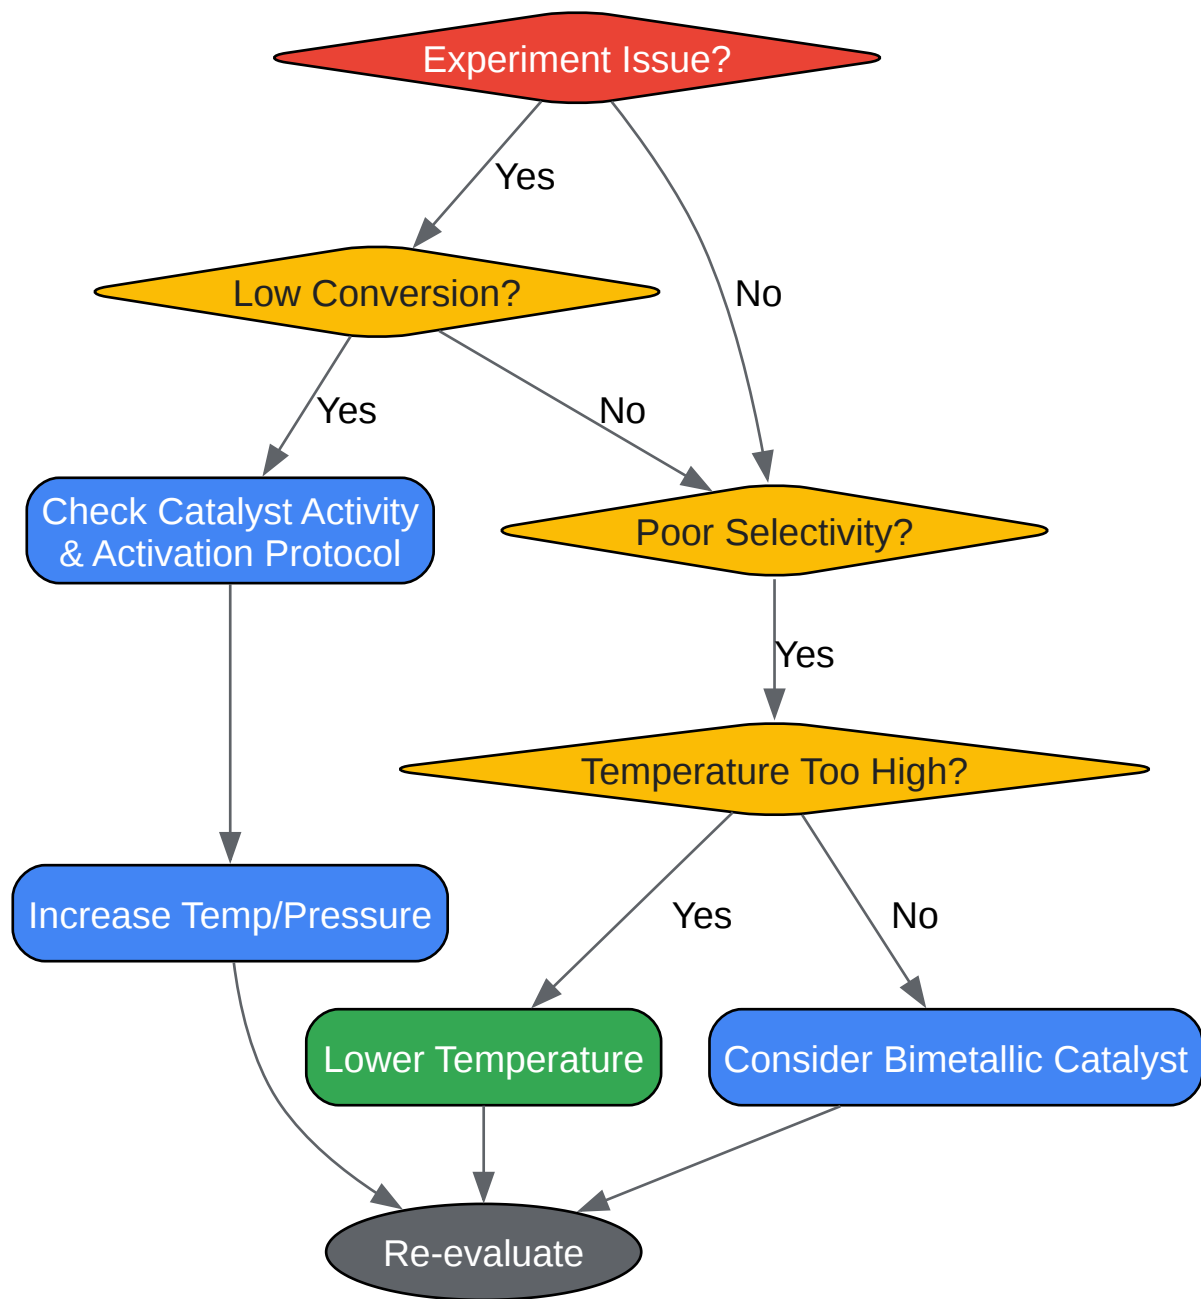 Experiment Issue?
Yes
Low Conversion?
No
Yes
No
Check Catalyst Activity
& Activation Protocol
Poor Selectivity?
Yes
Temperature Too High?
Increase Temp/Pressure
Yes
No
Lower Temperature
Consider Bimetallic Catalyst
Re-evaluate